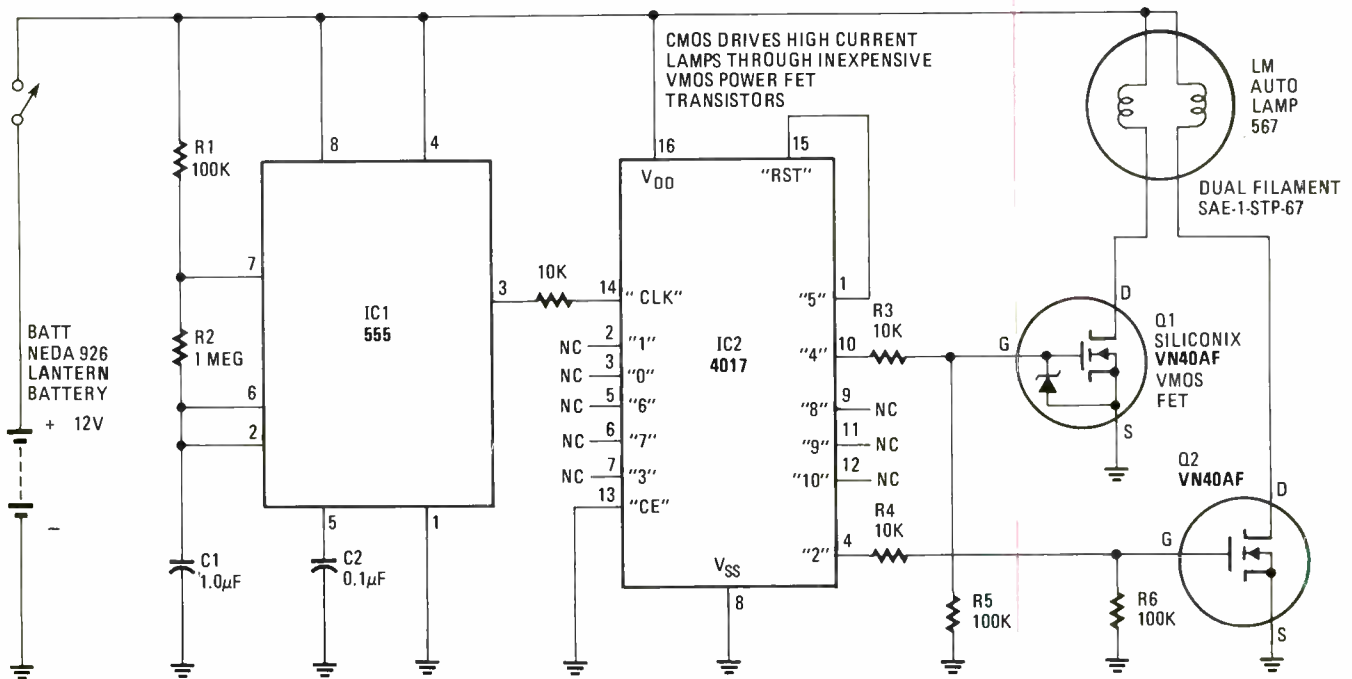 CMOS DRIVES HIGH CURRENT
LAMPS THROUGH INEXPENSIVE
VMOS POWER FET
TRANSISTORS
LM
AUTO
LAMP
567
DUAL FILAMENT
SAE-1-STP-67
R1
100K
8
4
16
15
VDD
"RST"
7
R2
1 MEG
6
2
IC1
555
3
10K
14
"CLK"
NC
2
"1"
NC
3
"0"
NC
5
"6"
NC
6
"7"
NC
7
"3"
13
"CE"
IC2
4017
"5"
1
"4"
10
R3
10K
"8"
9
NC
"9"
11
NC
"10"
12
NC
"2"
4
R4
10K
VSS
8
BATT
NEDA 926
LANTERN
BATTERY
+ 12V
−
C1
1.0µF
5
C2
0.1µF
1
G
D
S
Q1
SILICONIX
VN40AF
VMOS
FET
Q2
VN40AF
G
D
S
R5
100K
R6
100K